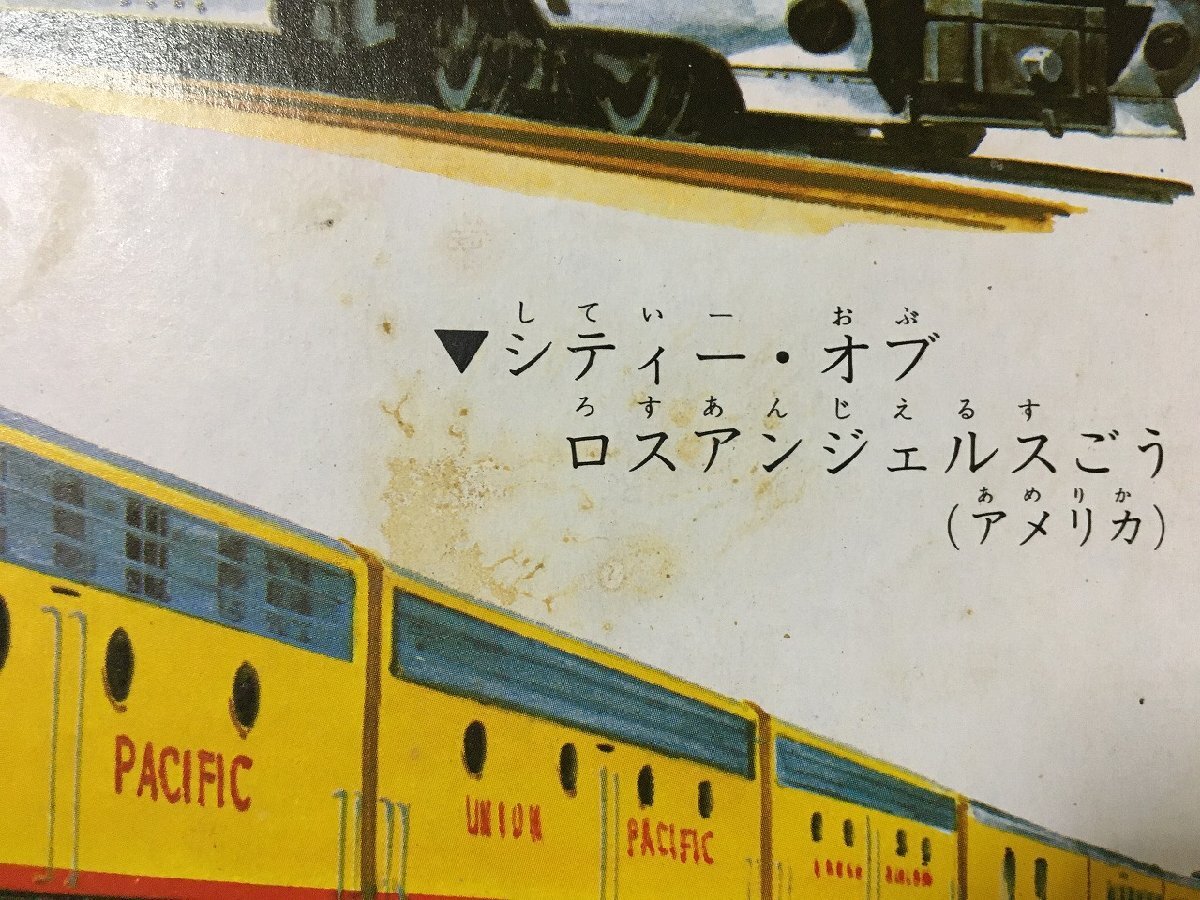 していー おぶ
▼シティー・オブ
ろすあんじぇるす
ロスアンジェルスごう
あめりか
(アメリカ)
PACIFIC
UNION PACIFIC